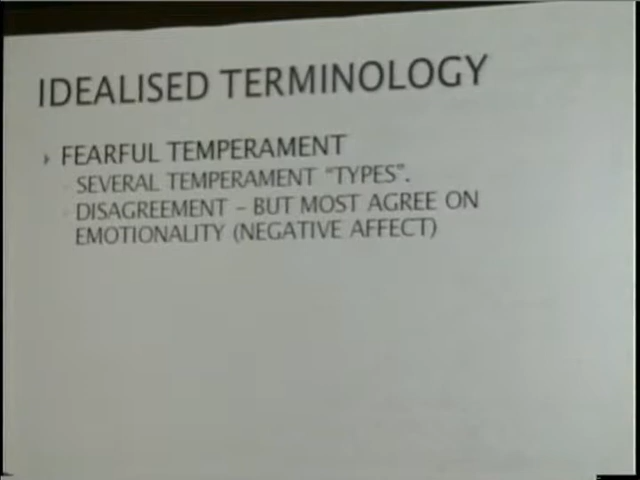 IDEALISED TERMINOLOGY
FEARFUL TEMPERAMENT
SEVERAL TEMPERAMENT "TYPES".
DISAGREEMENT – BUT MOST AGREE ON
EMOTIONALITY (NEGATIVE AFFECT)